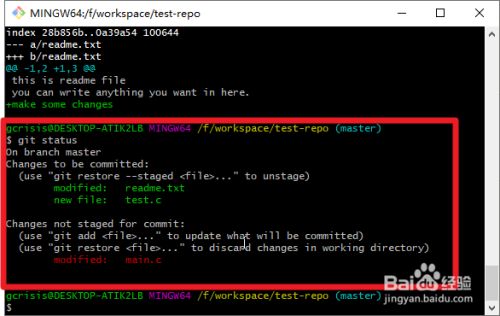 MINGW64:/f/workspace/test-repo
index 28b856b..0a39a54 100644
--- a/readme.txt
+++ b/readme.txt
@@ -1,2 +1,3 @@
 this is readme file
 you can write anything you want in here.
+make some changes
gcrisis@DESKTOP-ATIK2LB MINGW64 /f/workspace/test-repo (master)
$ git status
On branch master
Changes to be committed:
  (use "git restore --staged <file>..." to unstage)
        modified:   readme.txt
        new file:   test.c
Changes not staged for commit:
  (use "git add <file>..." to update what will be committed)
  (use "git restore <file>..." to discard changes in working directory)
        modified:   main.c
gcrisis@DESKTOP-ATIK2LB MINGW64 /f/workspace/test-repo (master)
$
Baidu 经验
jingyan.baidu.com